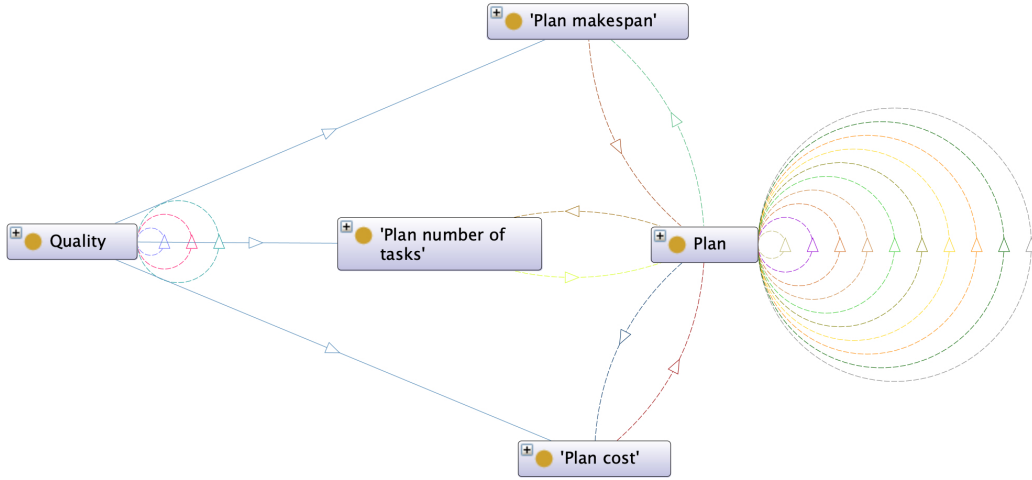 'Plan makespan'
Quality
'Plan number of
tasks'
Plan
'Plan cost'